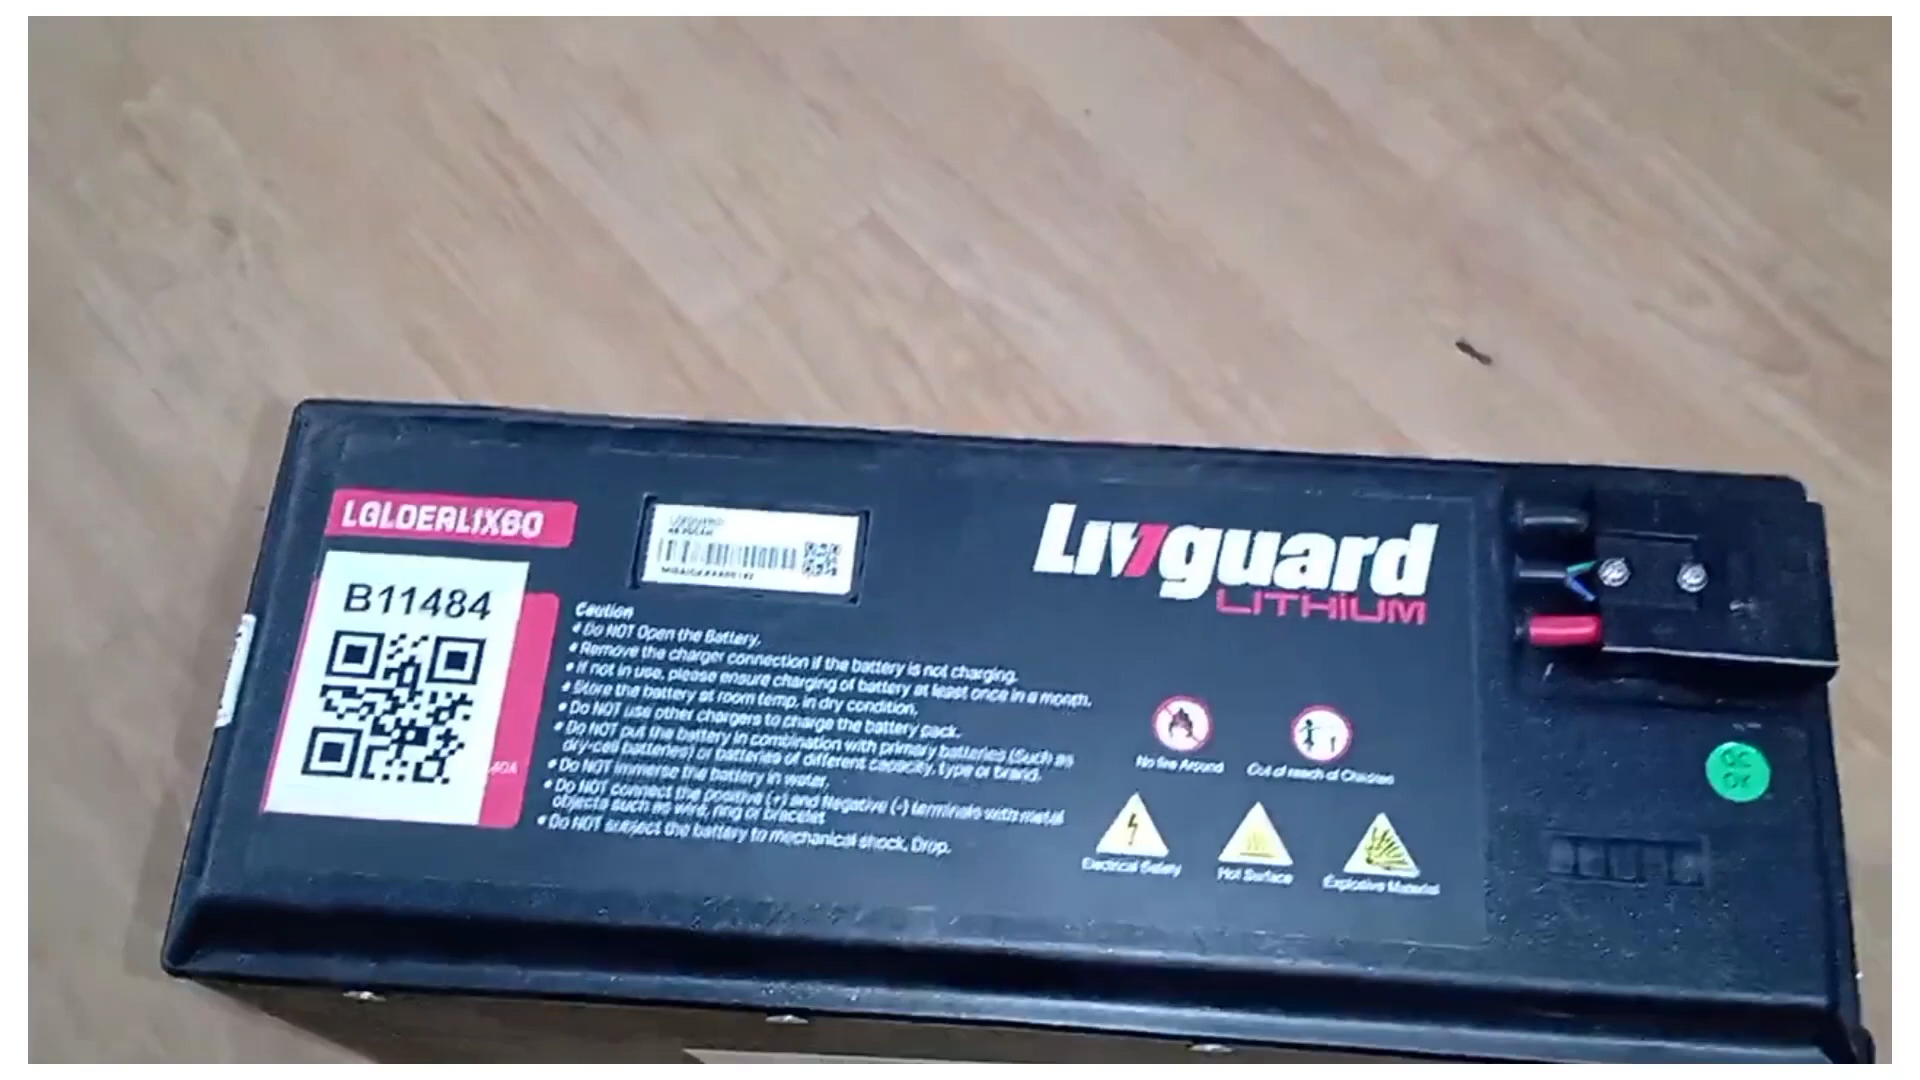 LGLOERL1X60
B11484
Livguard
LITHIUM
Caution
• Do NOT Open the Battery.
• Remove the charger connection if the battery is not charging.
• If not in use, please ensure charging of battery at least once in a month.
• Store the battery at room temp, in dry condition.
• Do NOT use other chargers to charge the battery pack.
• Do NOT put the battery in combination with primary batteries (Such as
dry-cell batteries) or batteries of different capacity, type or brand.
• Do NOT immerse the battery in water.
• Do NOT connect the positive (+) and Negative (-) terminals with metal
objects such as wire, ring or bracelet
• Do NOT subject the battery to mechanical shock, Drop.
No fire Around
Out of reach of Children
Electrical Safety
Hot Surface
Explosive Material
QC
OK